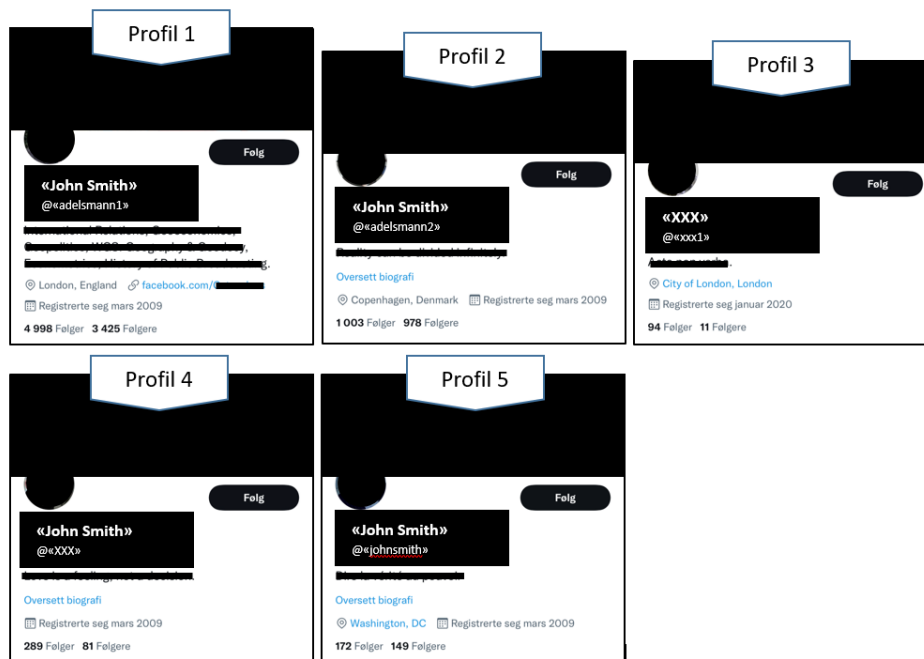 Profil 1
Følg
«John Smith»
@«adelsmann1»
London, England facebook.com/
Registrerte seg mars 2009
4 998 Følger 3 425 Følgere
Profil 2
Følg
«John Smith»
@«adelsmann2»
Oversett biografi
Copenhagen, Denmark Registrerte seg mars 2009
1 003 Følger 978 Følgere
Profil 3
Følg
«XXX»
@«xxx1»
City of London, London
Registrerte seg januar 2020
94 Følger 11 Følgere
Profil 4
Følg
«John Smith»
@«XXX»
Oversett biografi
Registrerte seg mars 2009
289 Følger 81 Følgere
Profil 5
Følg
«John Smith»
@«johnsmith»
Oversett biografi
Washington, DC Registrerte seg mars 2009
172 Følger 149 Følgere